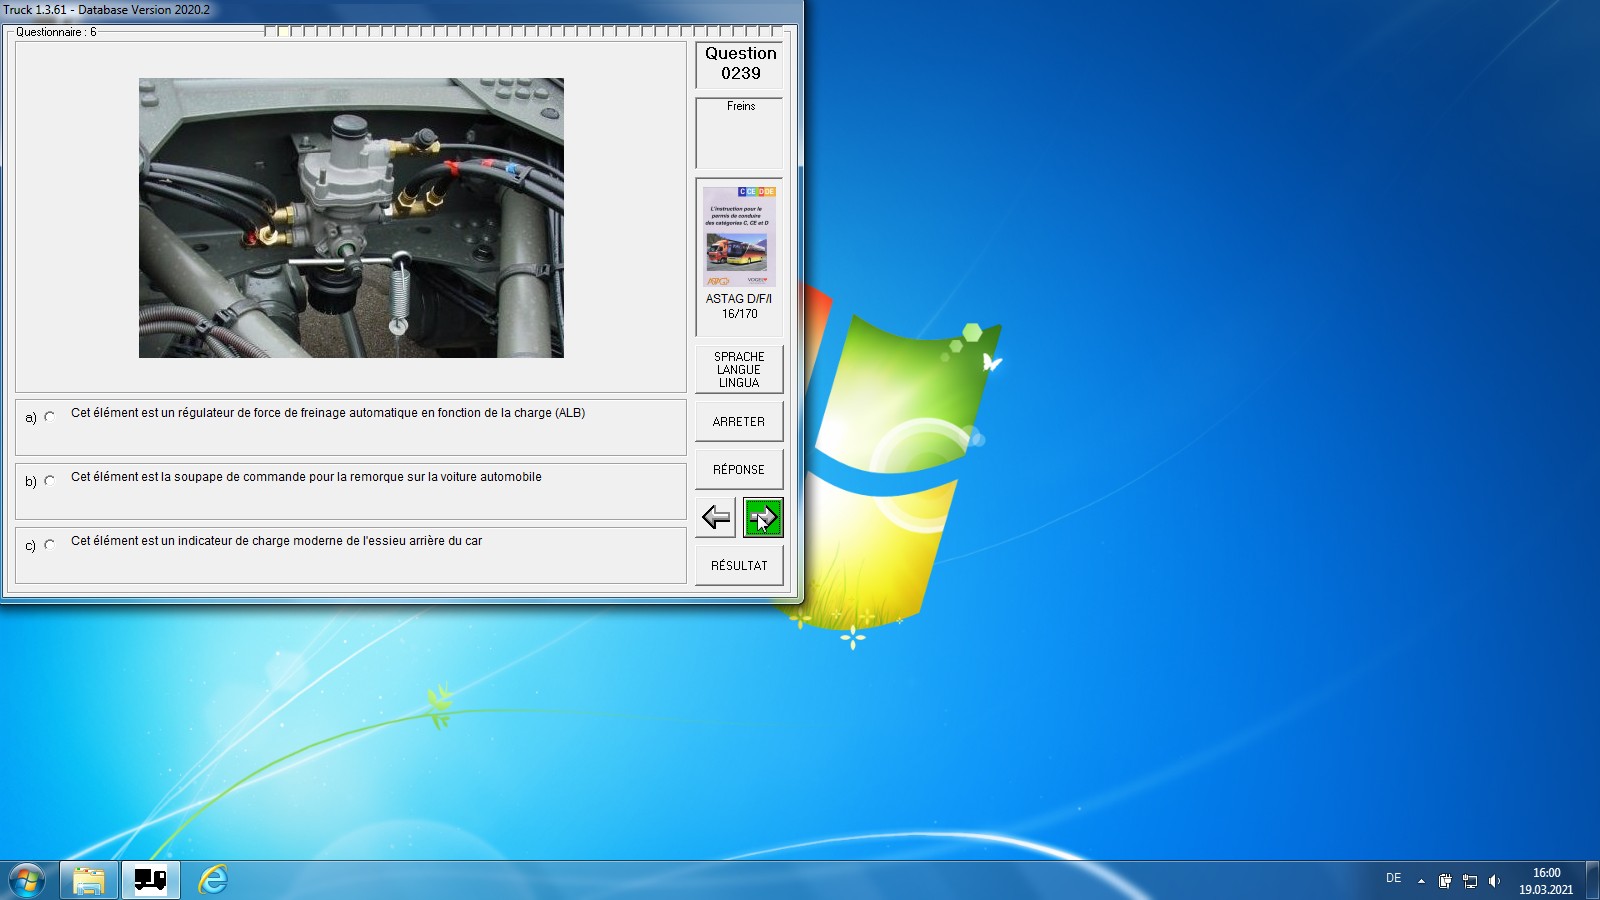 Truck 1.3.61 - Database Version 2020.2
Questionnaire : 6
Question
0239
Freins
C CE D DE
L'instruction pour le
permis de conduire
des catégories C, CE et D
ASTAG D/F/I
16/170
SPRACHE
LANGUE
LINGUA
ARRETER
RÉPONSE
RÉSULTAT
a) Cet élément est un régulateur de force de freinage automatique en fonction de la charge (ALB)
b) Cet élément est la soupape de commande pour la remorque sur la voiture automobile
c) Cet élément est un indicateur de charge moderne de l'essieu arrière du car
DE
16:00
19.03.2021